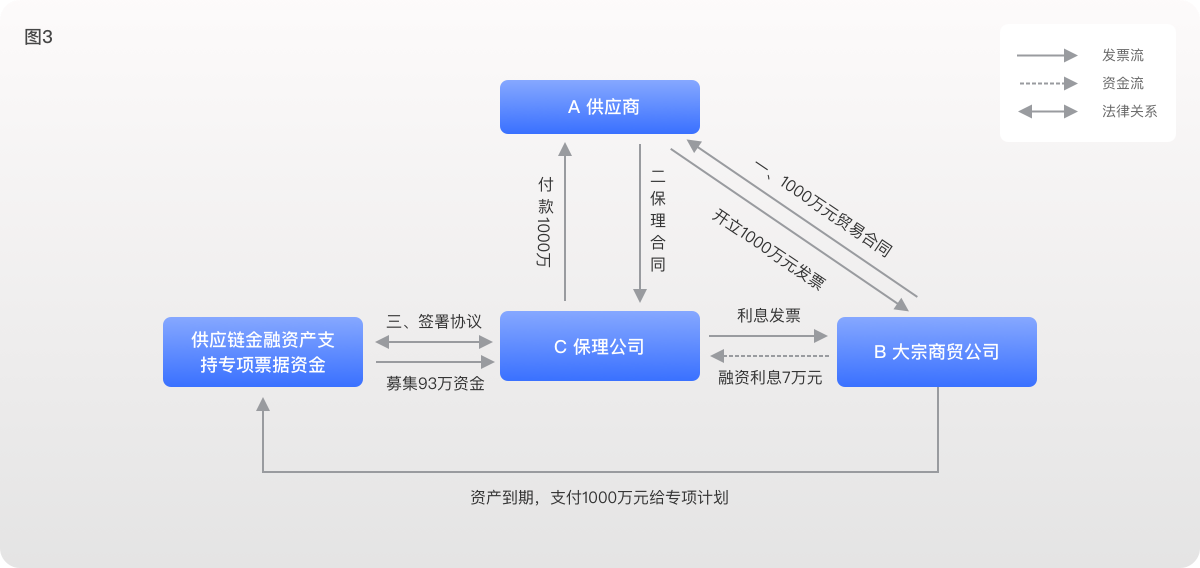 图3
发票流
资金流
法律关系
A 供应商
付款1000万
二保理合同
一、1000万元贸易合同
开立1000万元发票
供应链金融资产支
持专项票据资金
三、签署协议
募集93万资金
C 保理公司
利息发票
融资利息7万元
B 大宗商贸公司
资产到期，支付1000万元给专项计划